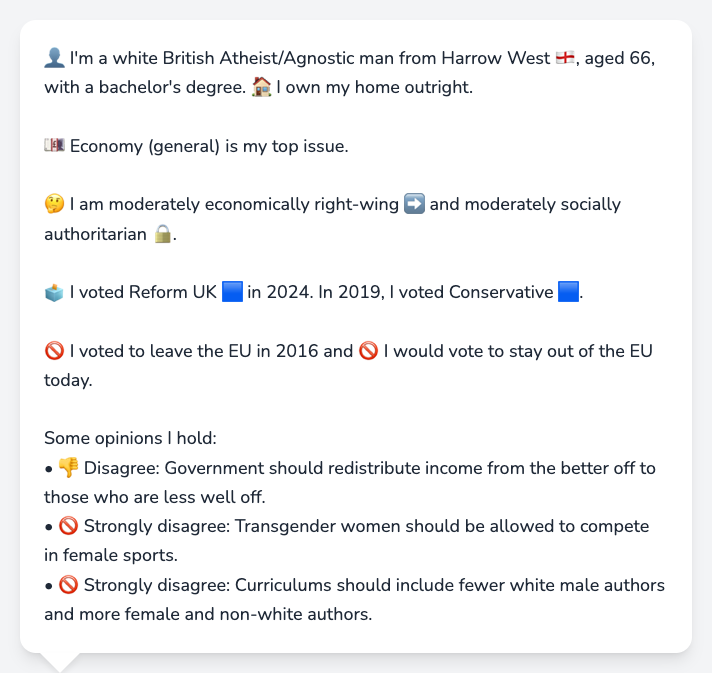 👤 I'm a white British Atheist/Agnostic man from Harrow West 🏴󠁧󠁢󠁥󠁮󠁧󠁿, aged 66,
with a bachelor's degree. 🏠 I own my home outright.
💷 Economy (general) is my top issue.
🤔 I am moderately economically right-wing ➡️ and moderately socially
authoritarian 🔒.
🗳️ I voted Reform UK 🟦 in 2024. In 2019, I voted Conservative 🟦.
🚫 I voted to leave the EU in 2016 and 🚫 I would vote to stay out of the EU
today.
Some opinions I hold:
• 👎 Disagree: Government should redistribute income from the better off to
those who are less well off.
• 🚫 Strongly disagree: Transgender women should be allowed to compete
in female sports.
• 🚫 Strongly disagree: Curriculums should include fewer white male authors
and more female and non-white authors.